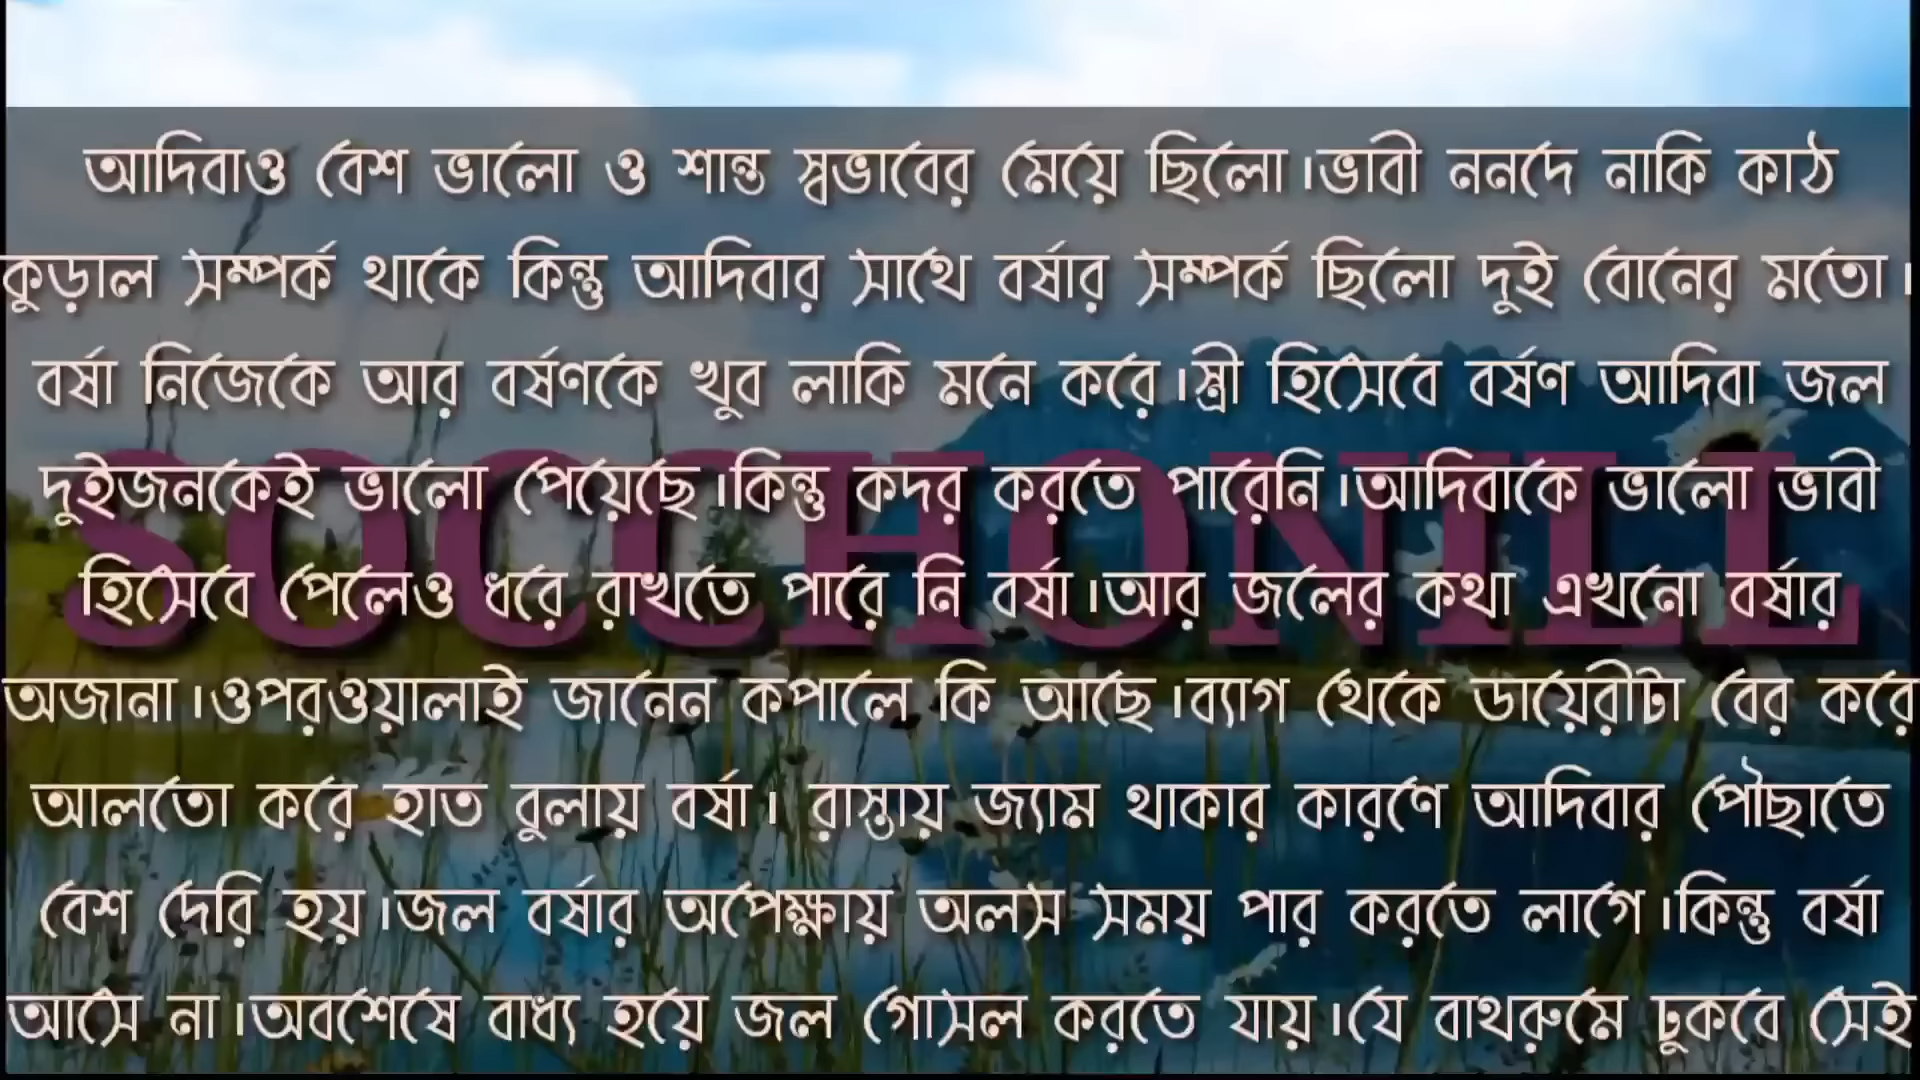 আদিবাও বেশ ভালো ও শান্ত স্বভাবের মেয়ে ছিলো।ভাবী ননদে নাকি কাঠ
কুড়াল সম্পর্ক থাকে কিন্তু আদিবার সাথে বর্ষার সম্পর্ক ছিলো দুই বোনের মতো।
বর্ষা নিজেকে আর বর্ষণকে খুব লাকি মনে করে।স্ত্রী হিসেবে বর্ষণ আদিবা জল
দুইজনকেই ভালো পেয়েছে।কিন্তু কদর করতে পারেনি।আদিবাকে ভালো ভাবী
SOCCHONILL
হিসেবে পেলেও ধরে রাখতে পারে নি বর্ষা।আর জলের কথা এখনো বর্ষার
অজানা।ওপরওয়ালাই জানেন কপালে কি আছে।ব্যাগ থেকে ডায়েরীটা বের করে
আলতো করে হাত বুলায় বর্ষা। রাস্তায় জ্যাম থাকার কারণে আদিবার পৌছাতে
বেশ দেরি হয়।জল বর্ষার অপেক্ষায় অলস সময় পার করতে লাগে।কিন্তু বর্ষা
আসে না।অবশেষে বাধ্য হয়ে জল গোসল করতে যায়।যে বাথরুমে ঢুকবে সেই